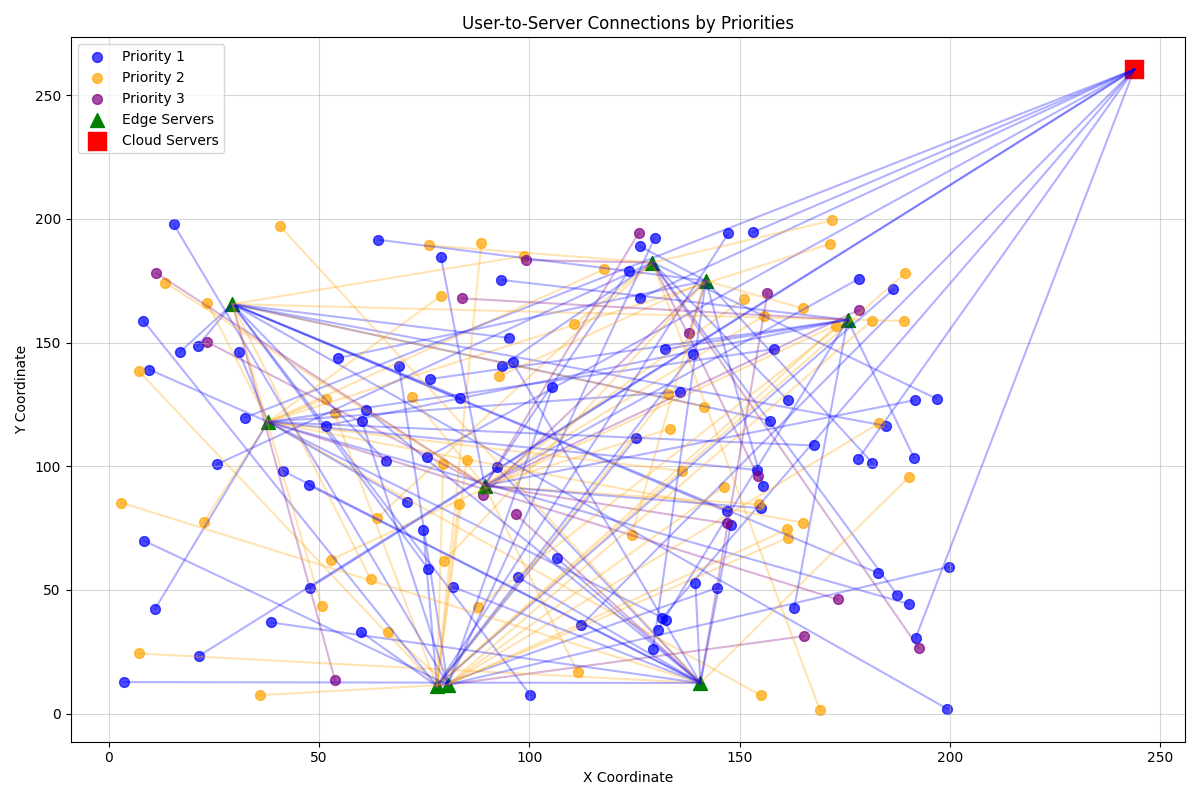 User-to-Server Connections by Priorities
Priority 1
Priority 2
Priority 3
Edge Servers
Cloud Servers
Y Coordinate
250
200
150
100
50
0
0 50 100 150 200 250
X Coordinate